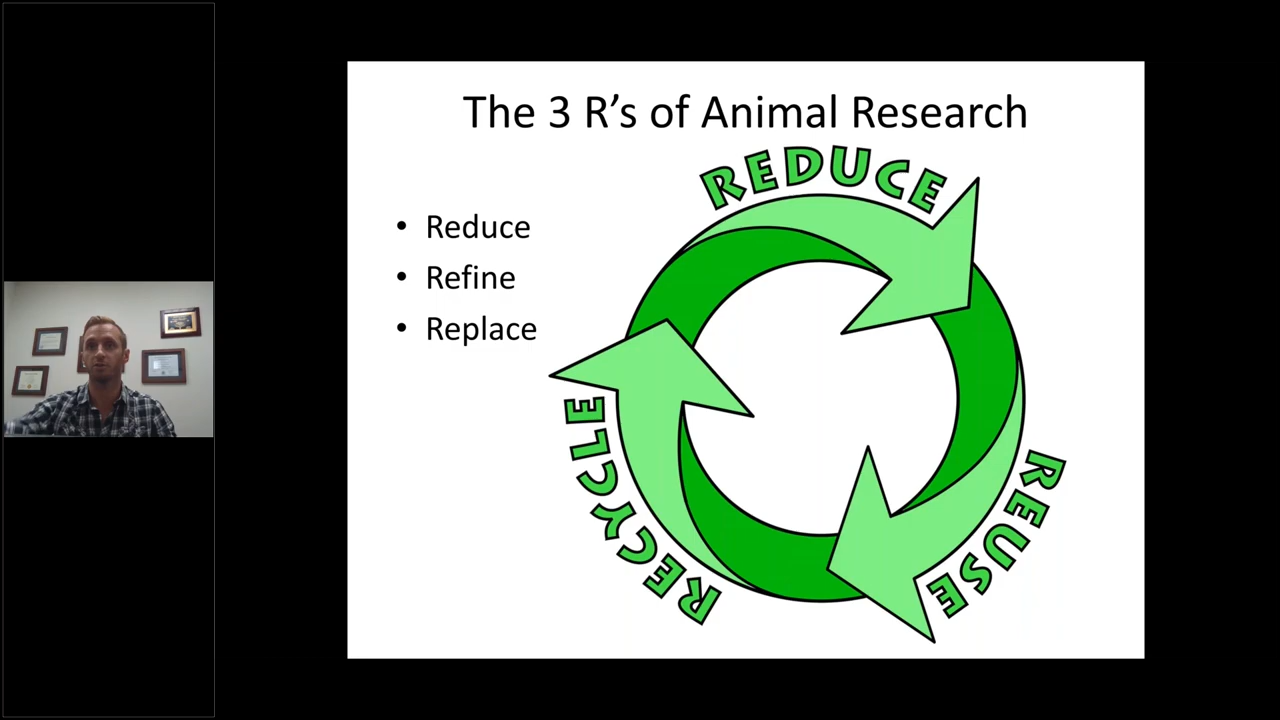 The 3 R's of Animal Research
• Reduce
• Refine
• Replace
REDUCE
REUSE
RECYCLE